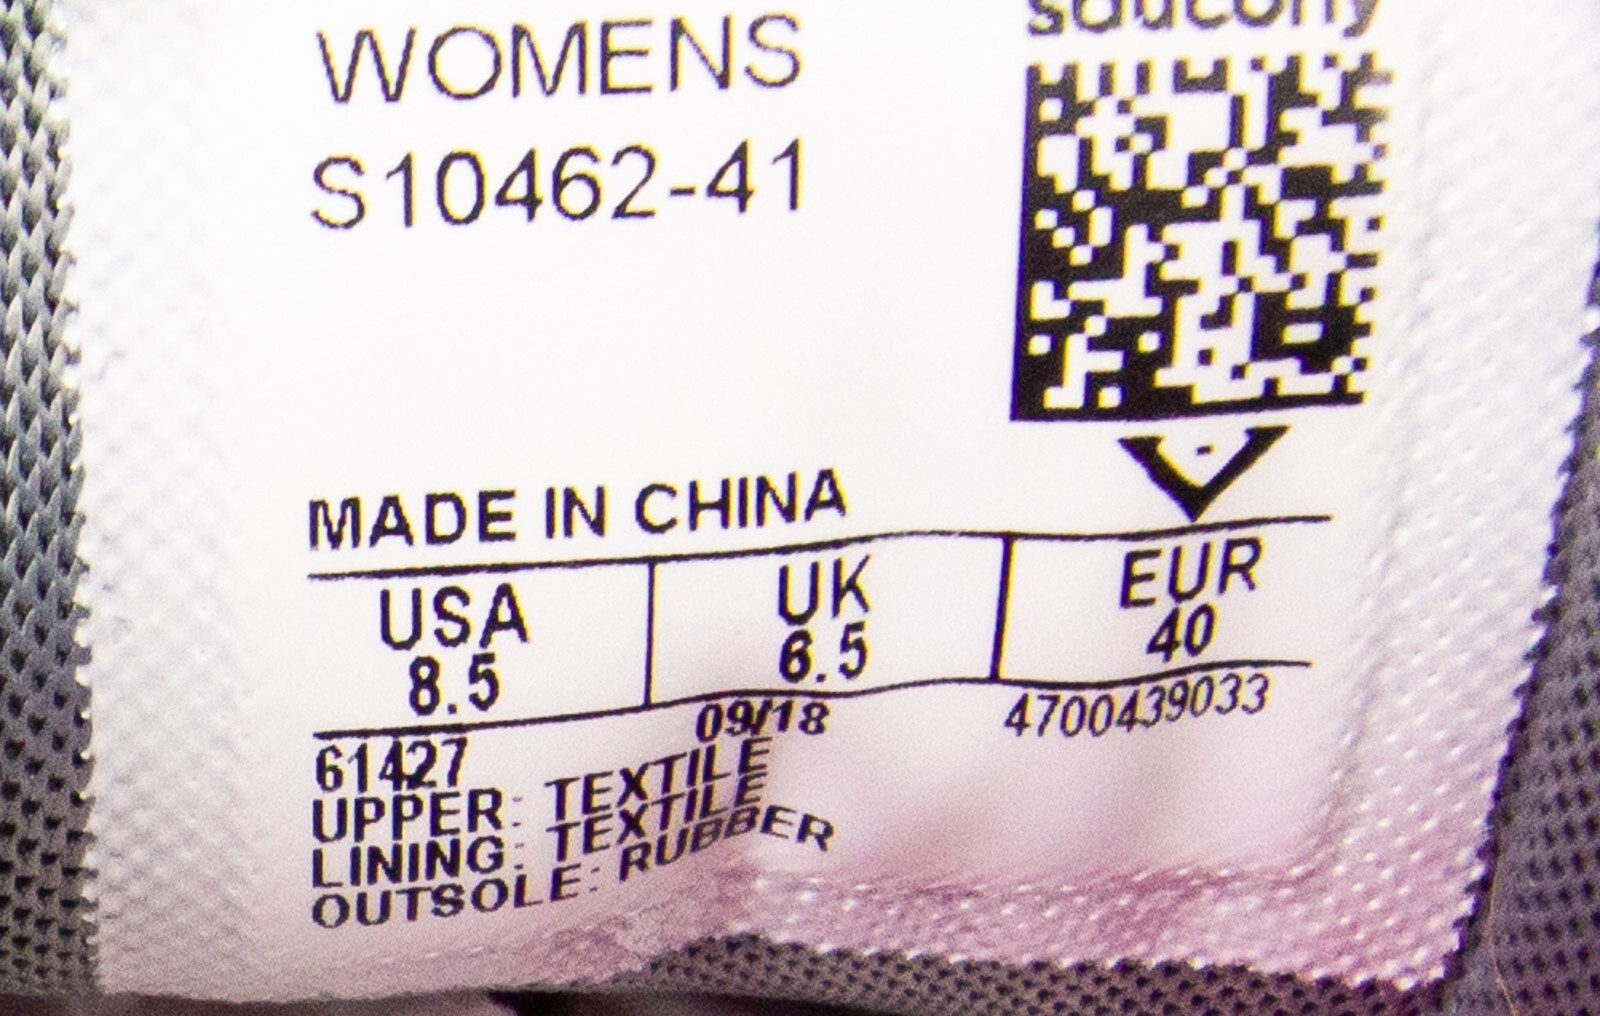 saucony
WOMENS
S10462-41
MADE IN CHINA
USA UK EUR
8.5 6.5 40
61427 09/18 4700439033
UPPER: TEXTILE
LINING: TEXTILE
OUTSOLE: RUBBER